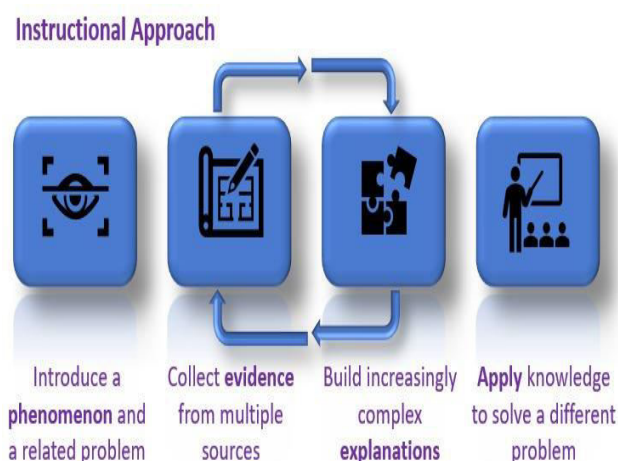 Instructional Approach
Introduce a
phenomenon and
a related problem
Collect evidence
from multiple
sources
Build increasingly
complex
explanations
Apply knowledge
to solve a different
problem